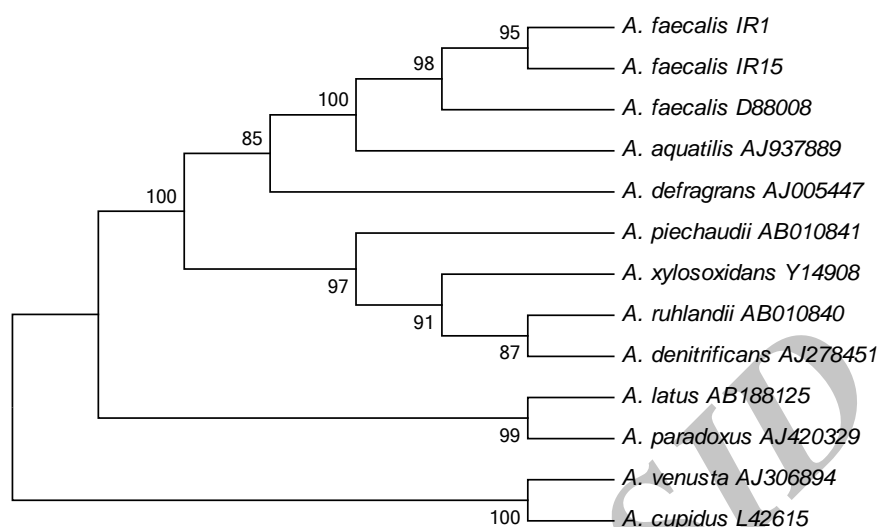 95
A. faecalis IR1
98
A. faecalis IR15
100
A. faecalis D88008
85
A. aquatilis AJ937889
100
A. defragrans AJ005447
A. piechaudii AB010841
97
A. xylosoxidans Y14908
91
A. ruhlandii AB010840
87
A. denitrificans AJ278451
A. latus AB188125
99
A. paradoxus AJ420329
A. venusta AJ306894
100
A. cupidus L42615
SID